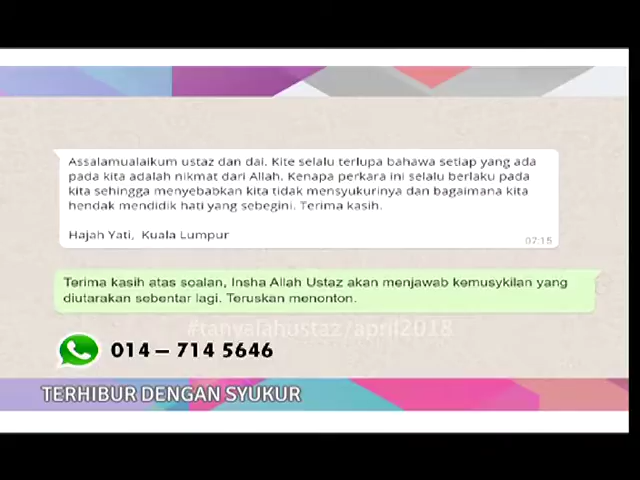 Assalamualaikum ustaz dan dai. Kite selalu terlupa bahawa setiap yang ada
pada kita adalah nikmat dari Allah. Kenapa perkara ini selalu berlaku pada
kita sehingga menyebabkan kita tidak mensyukurinya dan bagaimana kita
hendak mendidik hati yang sebegini. Terima kasih.
Hajah Yati, Kuala Lumpur
07:15
Terima kasih atas soalan, Insha Allah Ustaz akan menjawab kemusykilan yang
diutarakan sebentar lagi. Teruskan menonton.
#tanyalahustaz/april2018
014 – 714 5646
TERHIBUR DENGAN SYUKUR